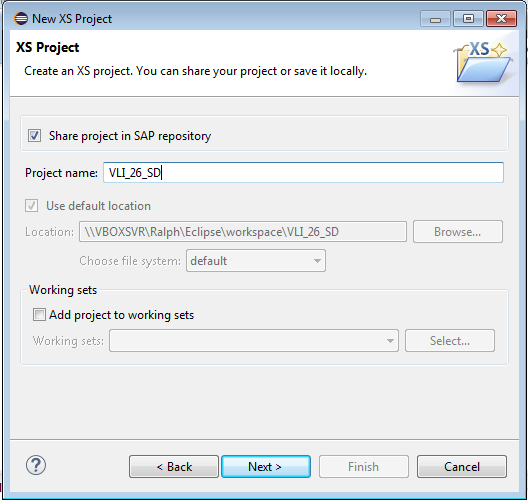 New XS Project
XS Project
Create an XS project. You can share your project or save it locally.
XS
Share project in SAP repository
Project name: VLI_26_SD
Use default location
Location: \\VBOXSVR\Ralph\Eclipse\workspace\VLI_26_SD Browse...
Choose file system: default
Working sets
Add project to working sets
Working sets: Select...
? < Back Next > Finish Cancel